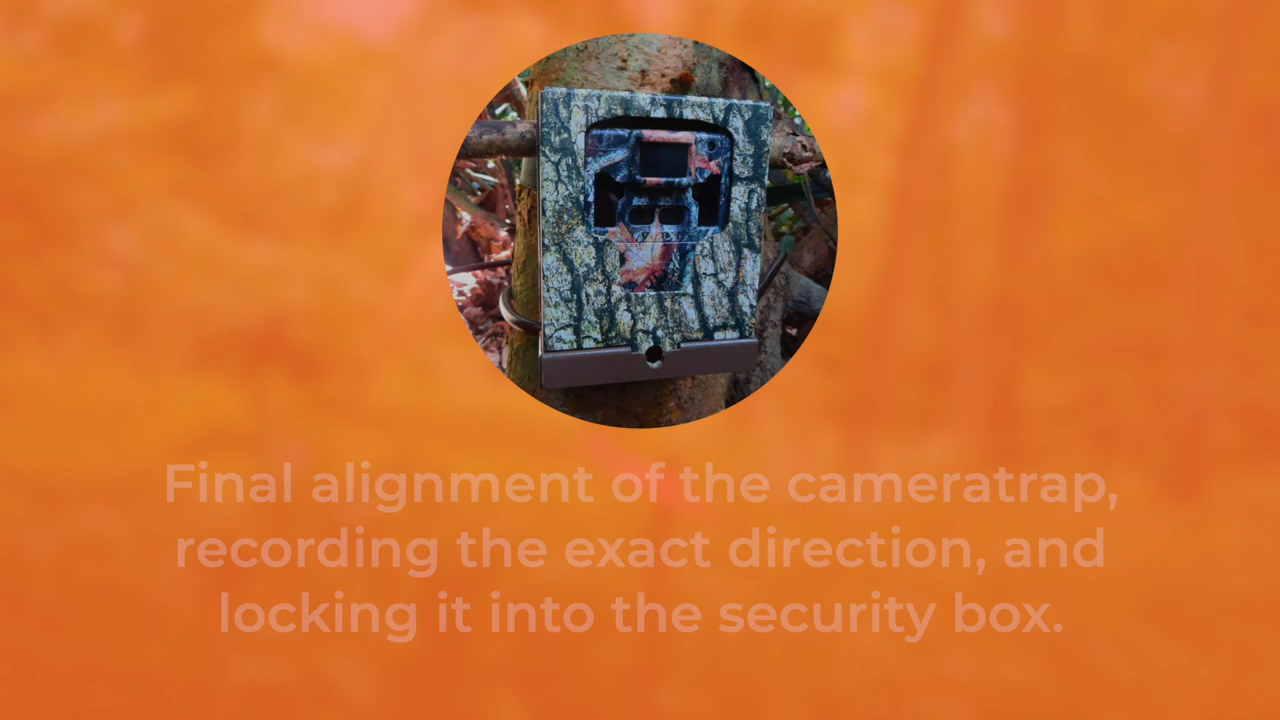 Final alignment of the cameratrap,
recording the exact direction, and
locking it into the security box.